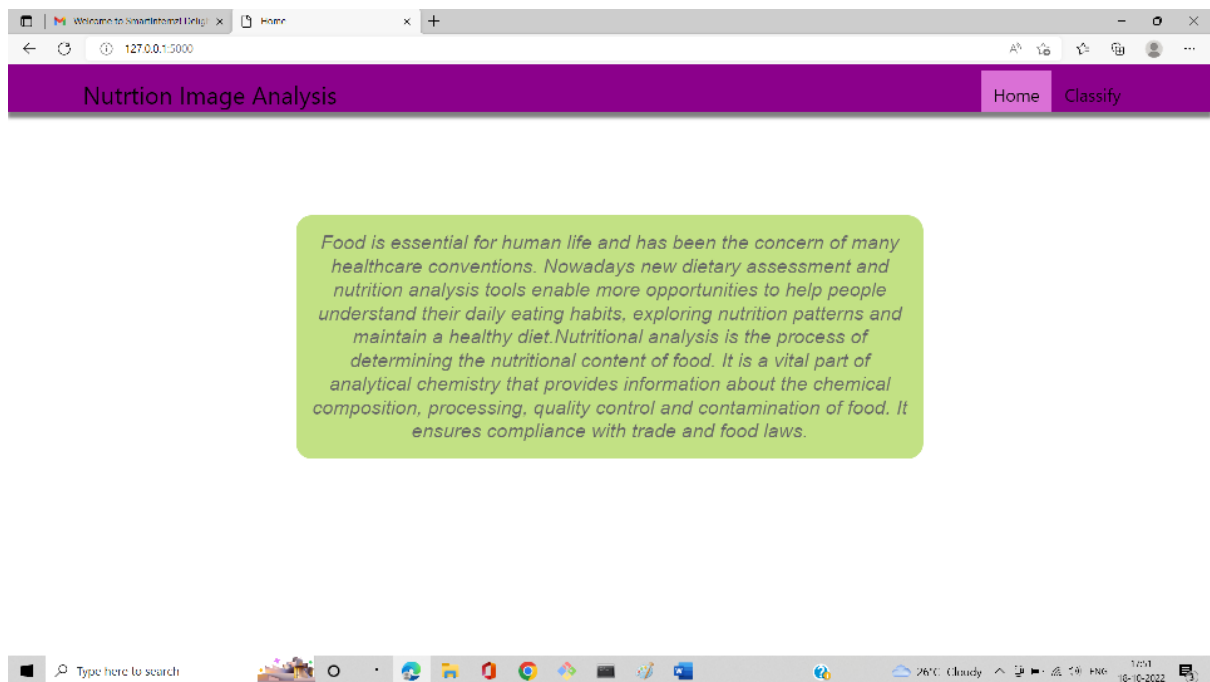 Welcome to SmartInternz! Deligh
Home
127.0.0.1:5000
Nutrtion Image Analysis
Home
Classify
Food is essential for human life and has been the concern of many
healthcare conventions. Nowadays new dietary assessment and
nutrition analysis tools enable more opportunities to help people
understand their daily eating habits, exploring nutrition patterns and
maintain a healthy diet.Nutritional analysis is the process of
determining the nutritional content of food. It is a vital part of
analytical chemistry that provides information about the chemical
composition, processing, quality control and contamination of food. It
ensures compliance with trade and food laws.
Type here to search
26°C Cloudy
ENG
17:51
18-10-2022